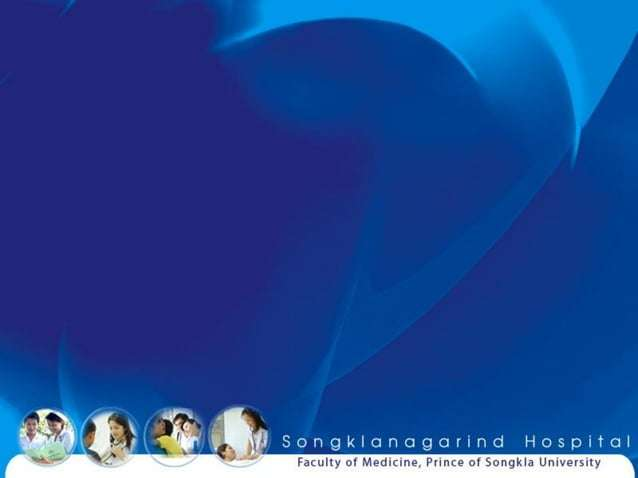 Songklanagarind Hospital
Faculty of Medicine, Prince of Songkla University